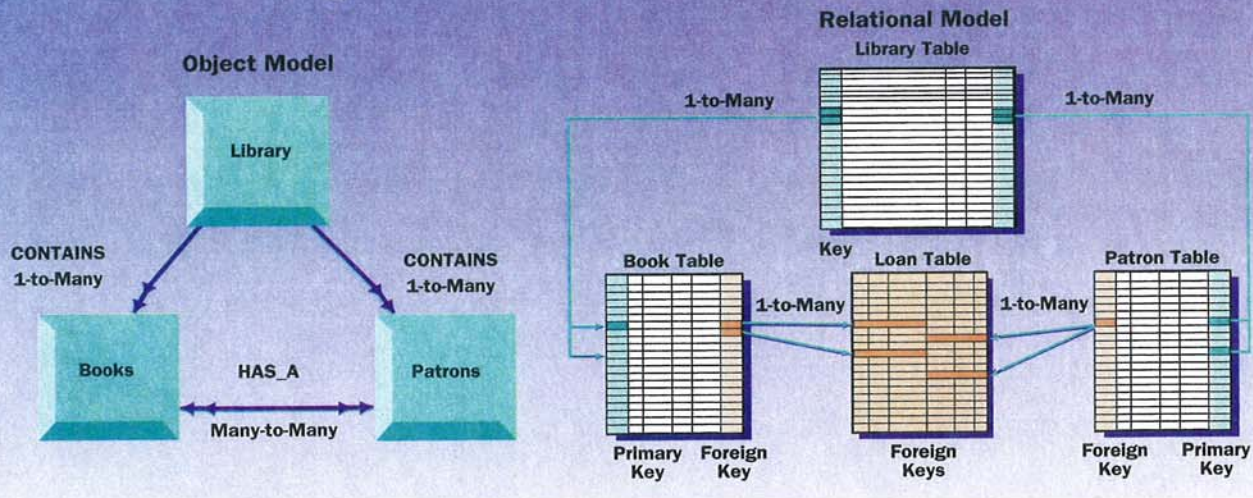 Object Model
Library
CONTAINS
1-to-Many
CONTAINS
1-to-Many
Books
HAS_A
Patrons
Many-to-Many
Relational Model
Library Table
1-to-Many
1-to-Many
Key
Book Table
Loan Table
Patron Table
1-to-Many
1-to-Many
Primary
Key
Foreign
Key
Foreign
Keys
Foreign
Key
Primary
Key